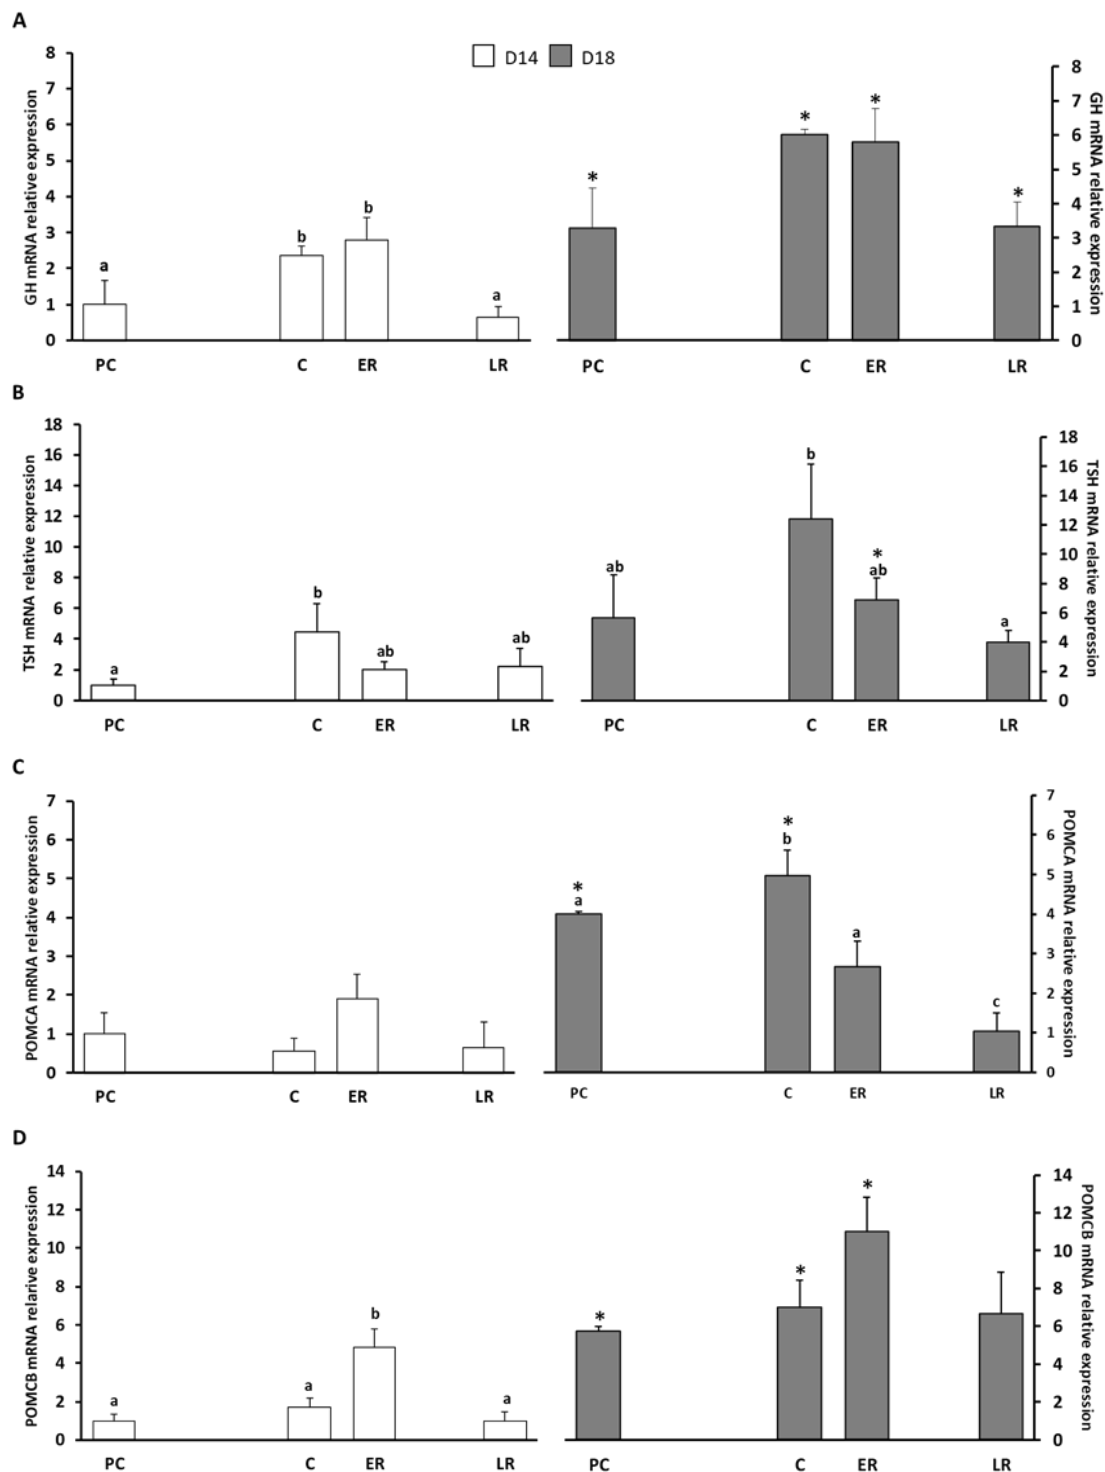 A
D14 D18
GH mRNA relative expression
8
7
6
5
4
3
2
1
0
a
b
b
a
PC C ER LR
*
*
*
*
PC C ER LR
8
7
6
5
4
3
2
1
0
GH mRNA relative expression
B
TSH mRNA relative expression
18
16
14
12
10
8
6
4
2
0
a
b
ab
ab
PC C ER LR
ab
b
*
ab
a
PC C ER LR
18
16
14
12
10
8
6
4
2
0
TSH mRNA relative expression
C
POMCA mRNA relative expression
7
6
5
4
3
2
1
0
PC C ER LR
*
a
*
b
a
c
PC C ER LR
7
6
5
4
3
2
1
0
POMCA mRNA relative expression
D
POMCB mRNA relarive expression
14
12
10
8
6
4
2
0
a
a
b
a
PC C ER LR
*
*
*
PC C ER LR
14
12
10
8
6
4
2
0
POMCB mRNA relative expression